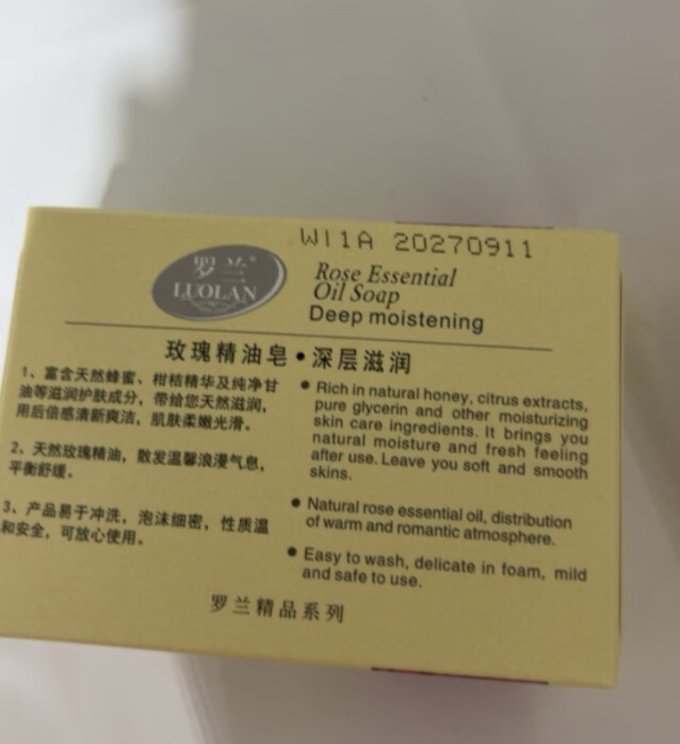 WI1A 20270911
罗兰®
LUOLAN
Rose Essential
Oil Soap
Deep moistening
玫瑰精油皂•深层滋润
1、富含天然蜂蜜、柑桔精华及纯净甘
油等滋润护肤成分，带给您天然滋润，
用后倍感清新爽洁，肌肤柔嫩光滑。
2、天然玫瑰精油，散发温馨浪漫气息，
平衡舒缓。
3、产品易于冲洗，泡沫细密，性质温
和安全，可放心使用。
• Rich in natural honey, citrus extracts,
pure glycerin and other moisturizing
skin care ingredients. It brings you
natural moisture and fresh feeling
after use. Leave you soft and smooth
skins.
• Natural rose essential oil, distribution
of warm and romantic atmosphere.
• Easy to wash, delicate in foam, mild
and safe to use.
罗兰精品系列